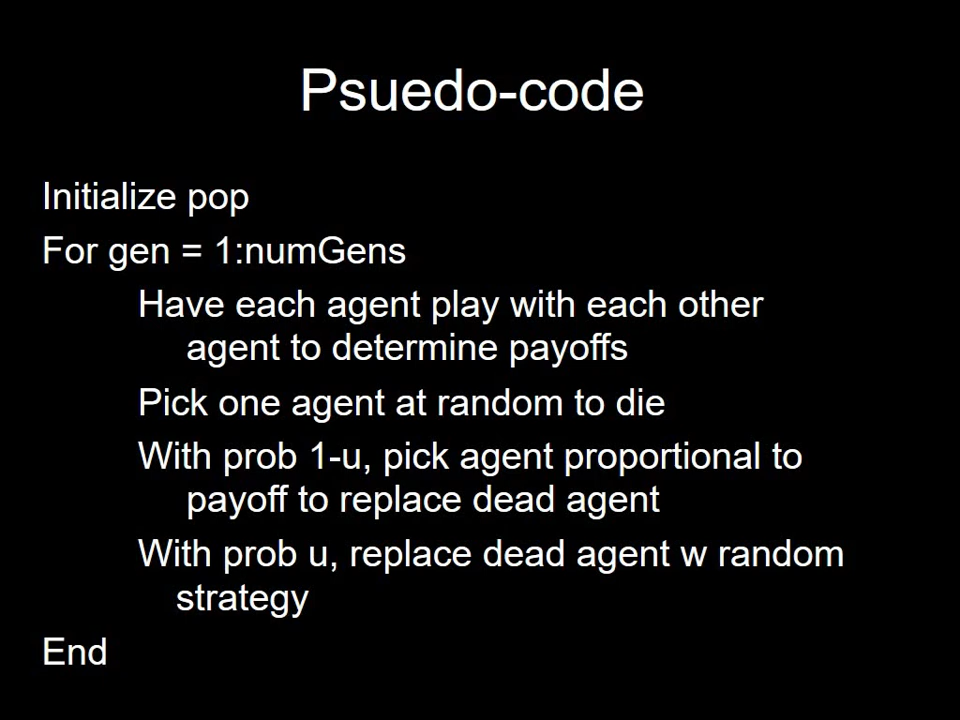 Psuedo-code
Initialize pop
For gen = 1:numGens
Have each agent play with each other
agent to determine payoffs
Pick one agent at random to die
With prob 1-u, pick agent proportional to
payoff to replace dead agent
With prob u, replace dead agent w random
strategy
End